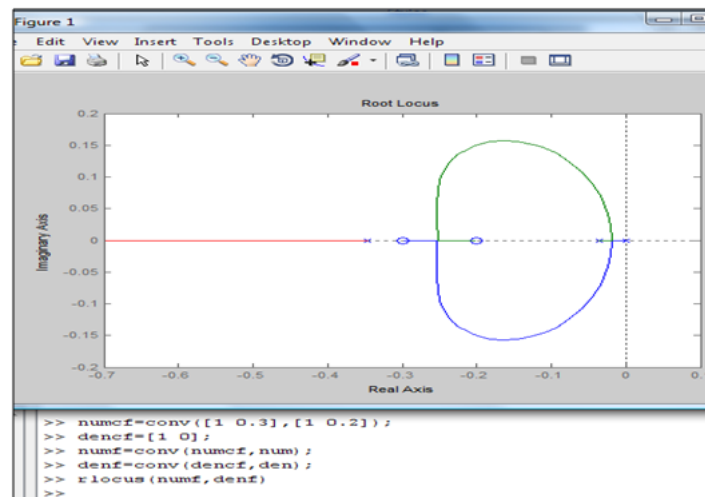 Figure 1
Edit View Insert Tools Desktop Window Help
Root Locus
0.2
0.15
0.1
0.05
0
-0.05
-0.1
-0.15
-0.2
Imaginary Axis
-0.7 -0.6 -0.5 -0.4 -0.3 -0.2 -0.1 0 0.
Real Axis
>> numcf=conv([1 0.3],[1 0.2]);
>> dencf=[1 0];
>> numf=conv(numcf,num);
>> denf=conv(dencf,den);
>> rlocus(numf,denf)
>>